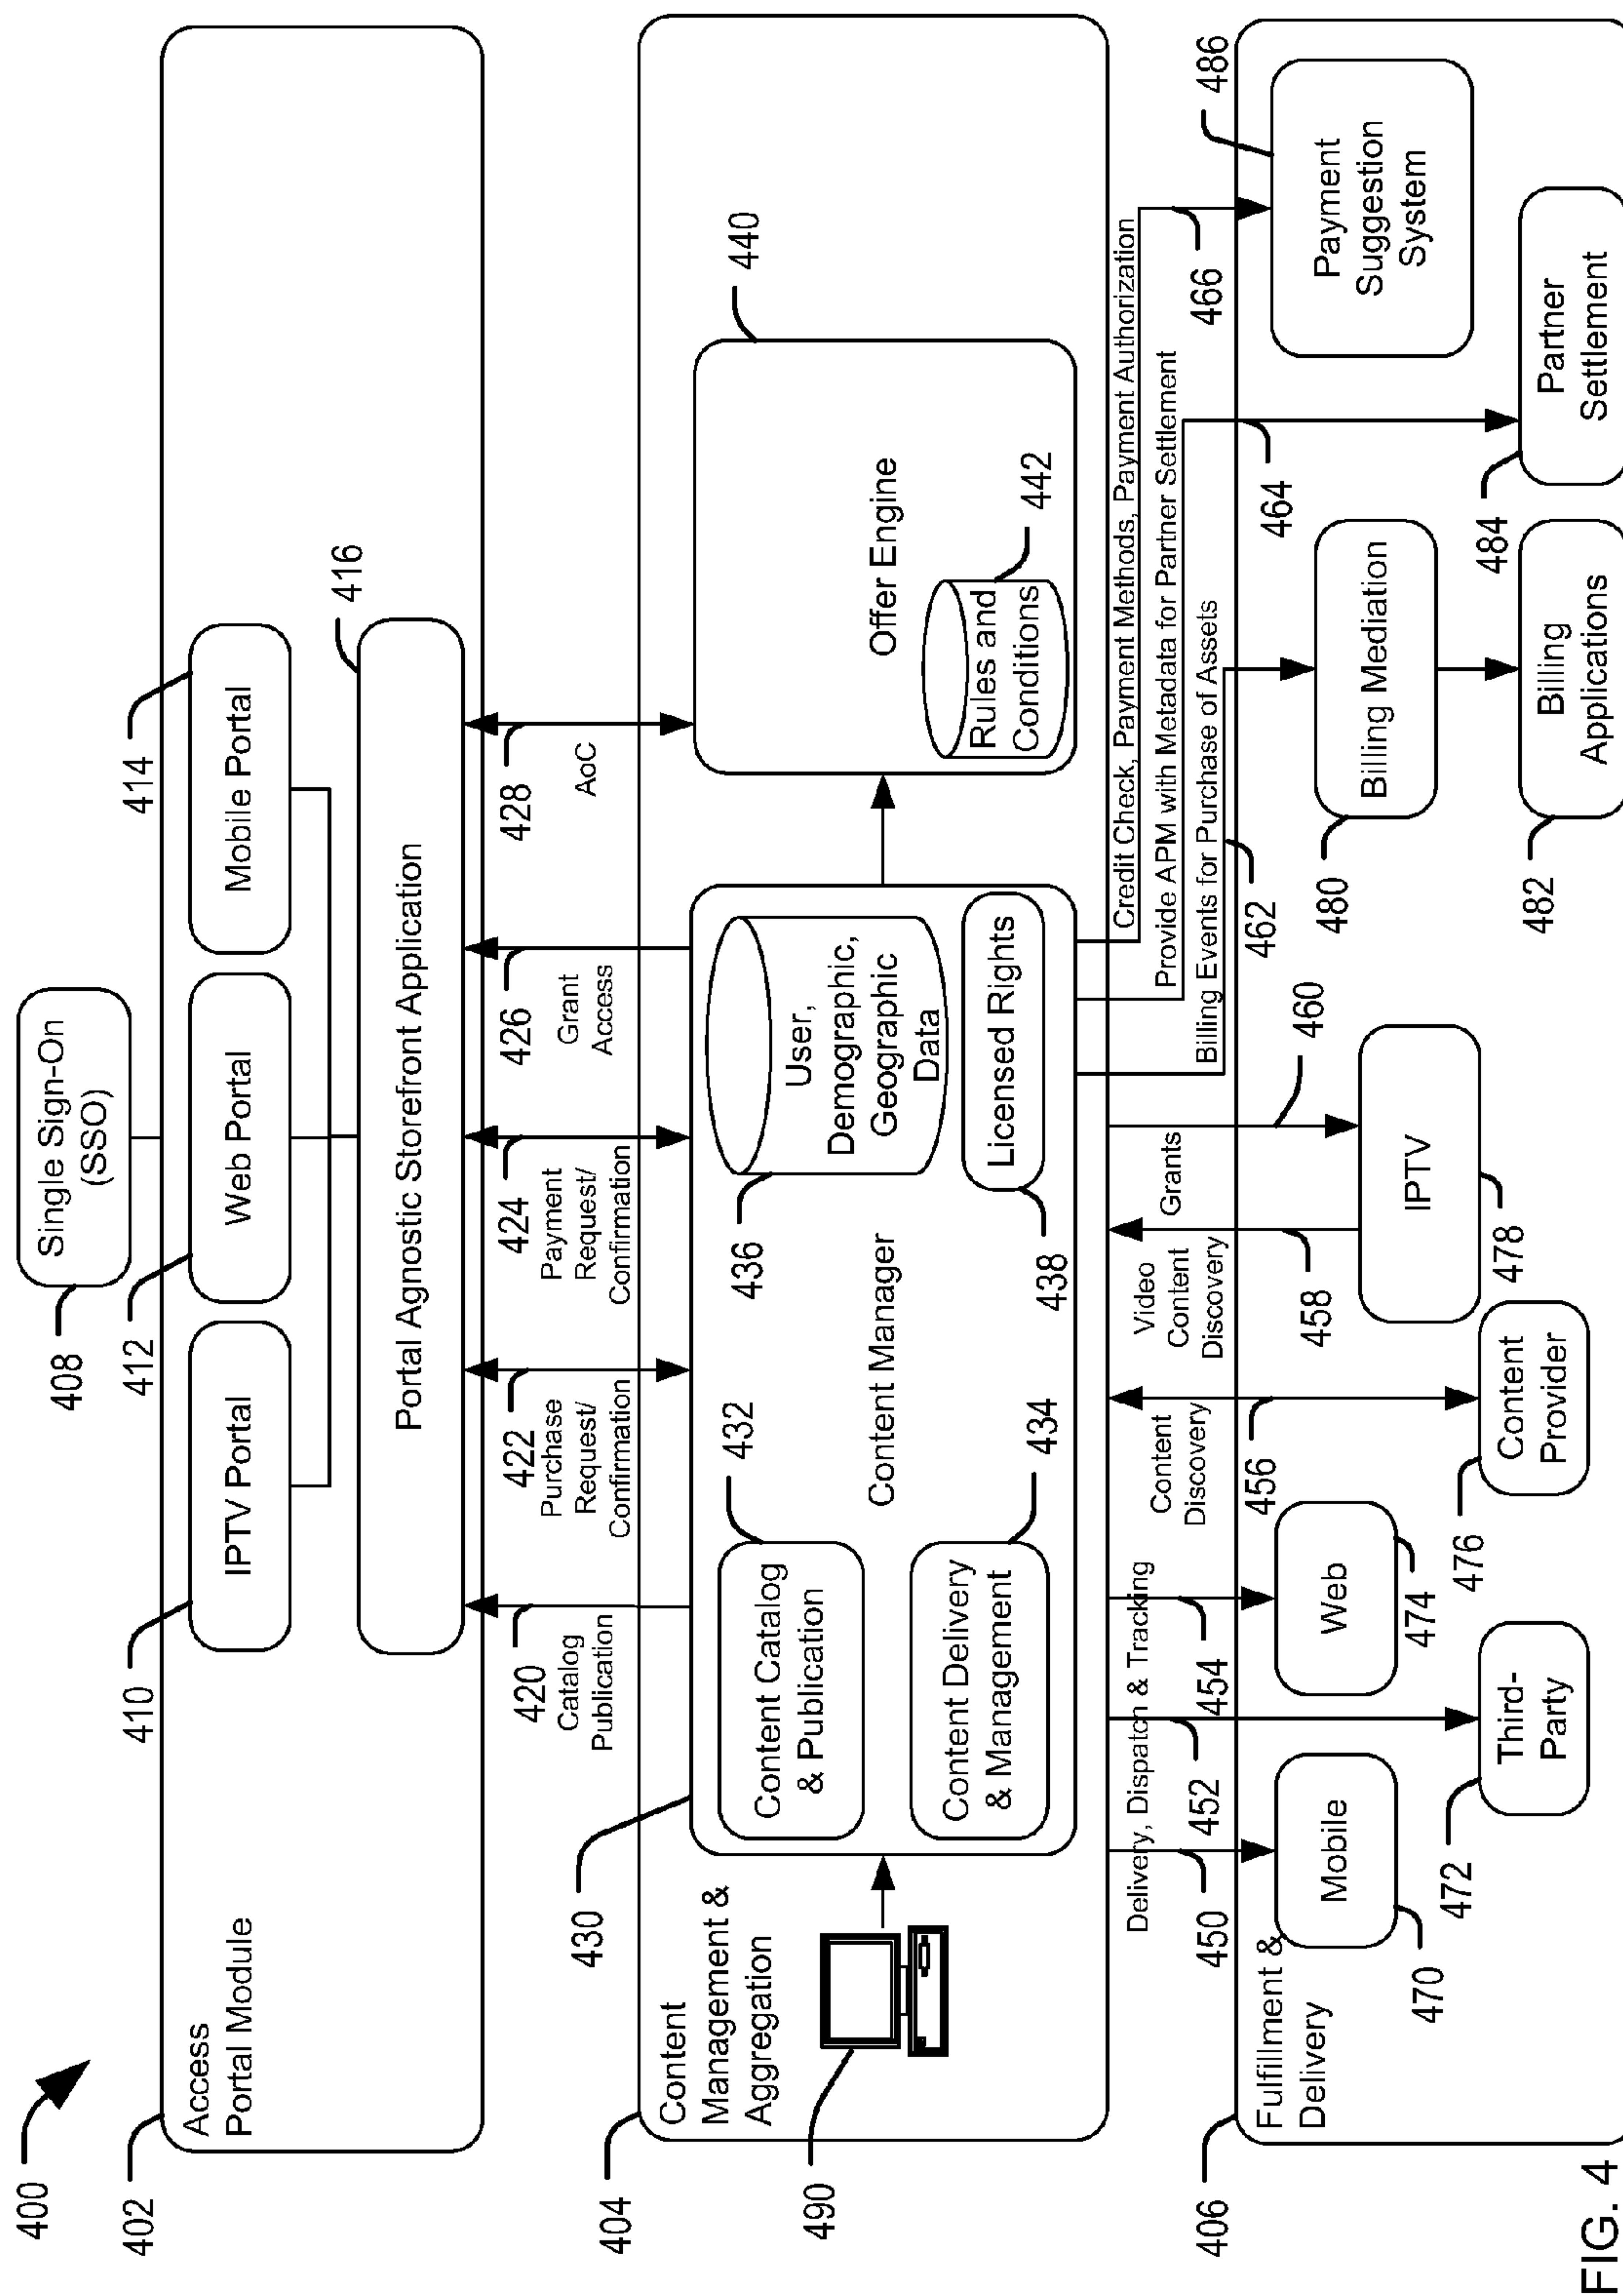 400
402
Access
Portal Module
408
Single Sign-On
(SSO)
410
IPTV Portal
412
Web Portal
414
Mobile Portal
416
Portal Agnostic Storefront Application
420
Catalog
Publication
422
Purchase
Request/
Confirmation
424
Payment
Request/
Confirmation
426
Grant
Access
428
AoC
404
Content
Management &
Aggregation
490
430
Content Catalog
& Publication
432
Content Delivery
& Management
434
Content Manager
436
User,
Demographic,
Geographic
Data
438
Licensed Rights
440
Offer Engine
Rules and
Conditions
442
Delivery, Dispatch & Tracking
450
452
454
Content
Discovery
456
Video
Content
Discovery
458
Grants
460
Credit Check, Payment Methods, Payment Authorization
Provide APM with Metadata for Partner Settlement
Billing Events for Purchase of Assets
462
464
466
406
Fulfillment &
Delivery
Mobile
470
Third-
Party
472
Web
474
Content
Provider
476
IPTV
478
Billing Mediation
480
Billing
Applications
482
Partner
Settlement
484
Payment
Suggestion
System
486
FIG. 4